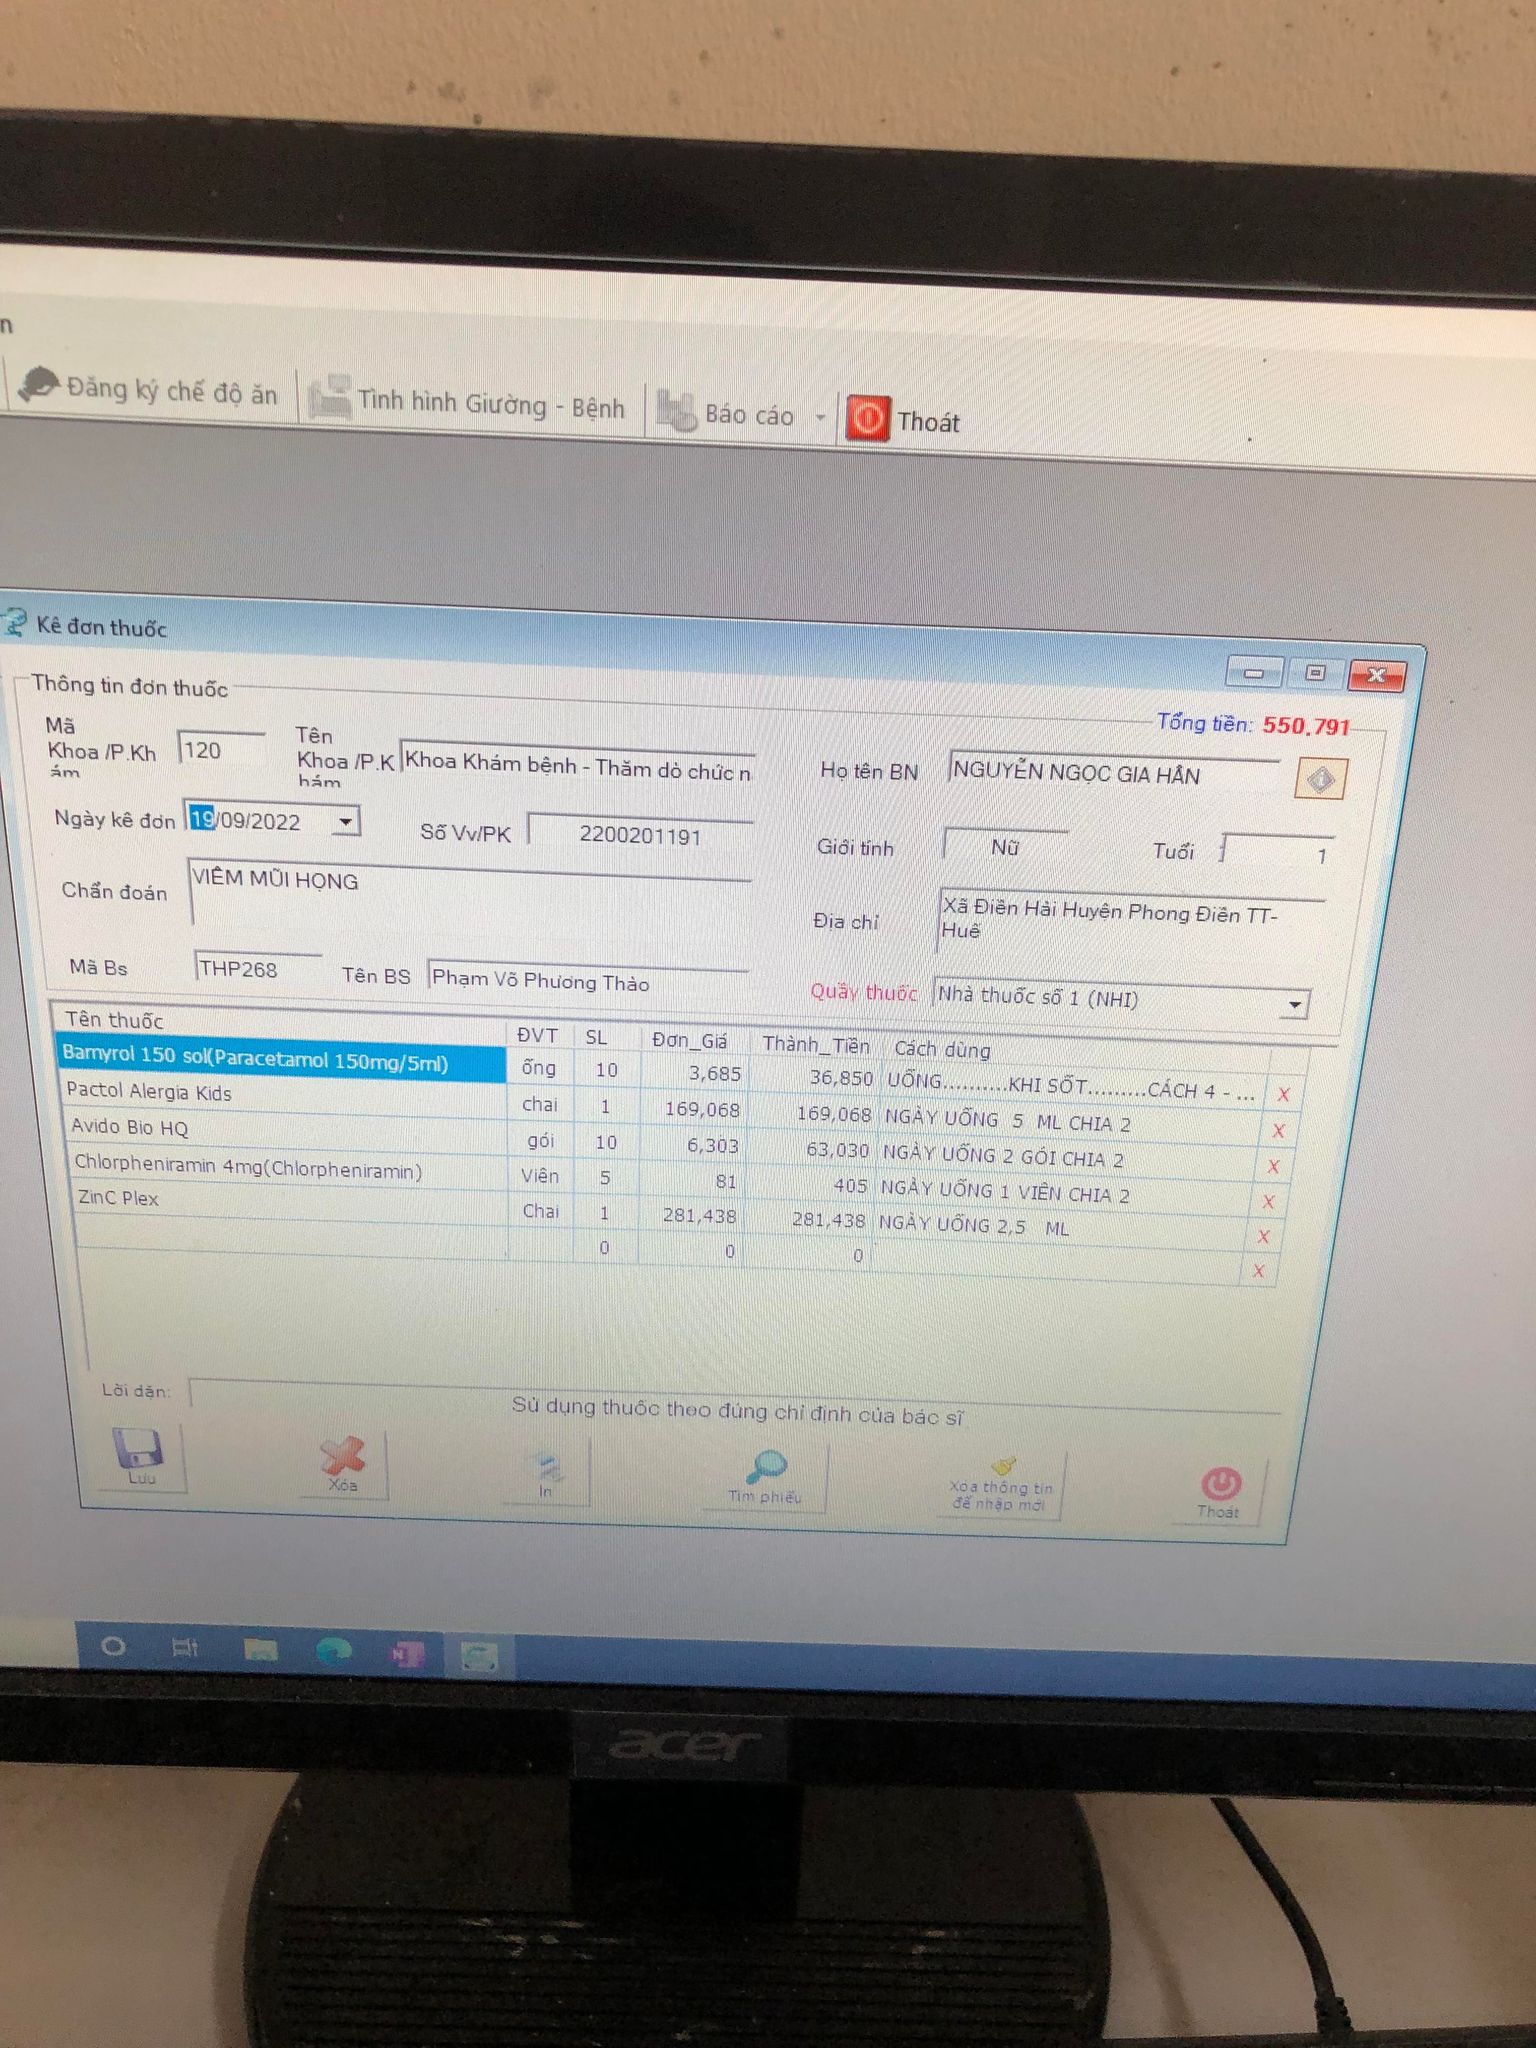 n
Đăng ký chế độ ăn Tình hình Giường - Bệnh Báo cáo Thoát
Kê đơn thuốc
Thông tin đơn thuốc
Tổng tiền: 550,791
Mã Khoa /P.Khám 120 Tên Khoa /P.Khám Khoa Khám bệnh - Thăm dò chức n Họ tên BN NGUYỄN NGỌC GIA HÂN
Ngày kê đơn 19/09/2022 Số Vv/PK 2200201191 Giới tính Nữ Tuổi 1
Chẩn đoán VIÊM MŨI HỌNG Địa chỉ Xã Điền Hải Huyện Phong Điền TT-
Huế
Mã Bs THP268 Tên BS Phạm Võ Phương Thảo Quầy thuốc Nhà thuốc số 1 (NHI)
Tên thuốc ĐVT SL Đơn_Giá Thành_Tiền Cách dùng
Bamyrol 150 sol(Paracetamol 150mg/5ml) ống 10 3,685 36,850 UỐNG..........KHI SỐT.........CÁCH 4 - ... X
Pactol Alergia Kids chai 1 169,068 169,068 NGÀY UỐNG 5 ML CHIA 2 X
Avido Bio HQ gói 10 6,303 63,030 NGÀY UỐNG 2 GÓI CHIA 2 X
Chlorpheniramin 4mg(Chlorpheniramin) Viên 5 81 405 NGÀY UỐNG 1 VIÊN CHIA 2 X
ZinC Plex Chai 1 281,438 281,438 NGÀY UỐNG 2,5 ML X
0 0 0 X
Lời dặn: Sử dụng thuốc theo đúng chỉ định của bác sĩ
Lưu Xóa In Tìm phiếu Xóa thông tin
để nhập mới Thoát
acer